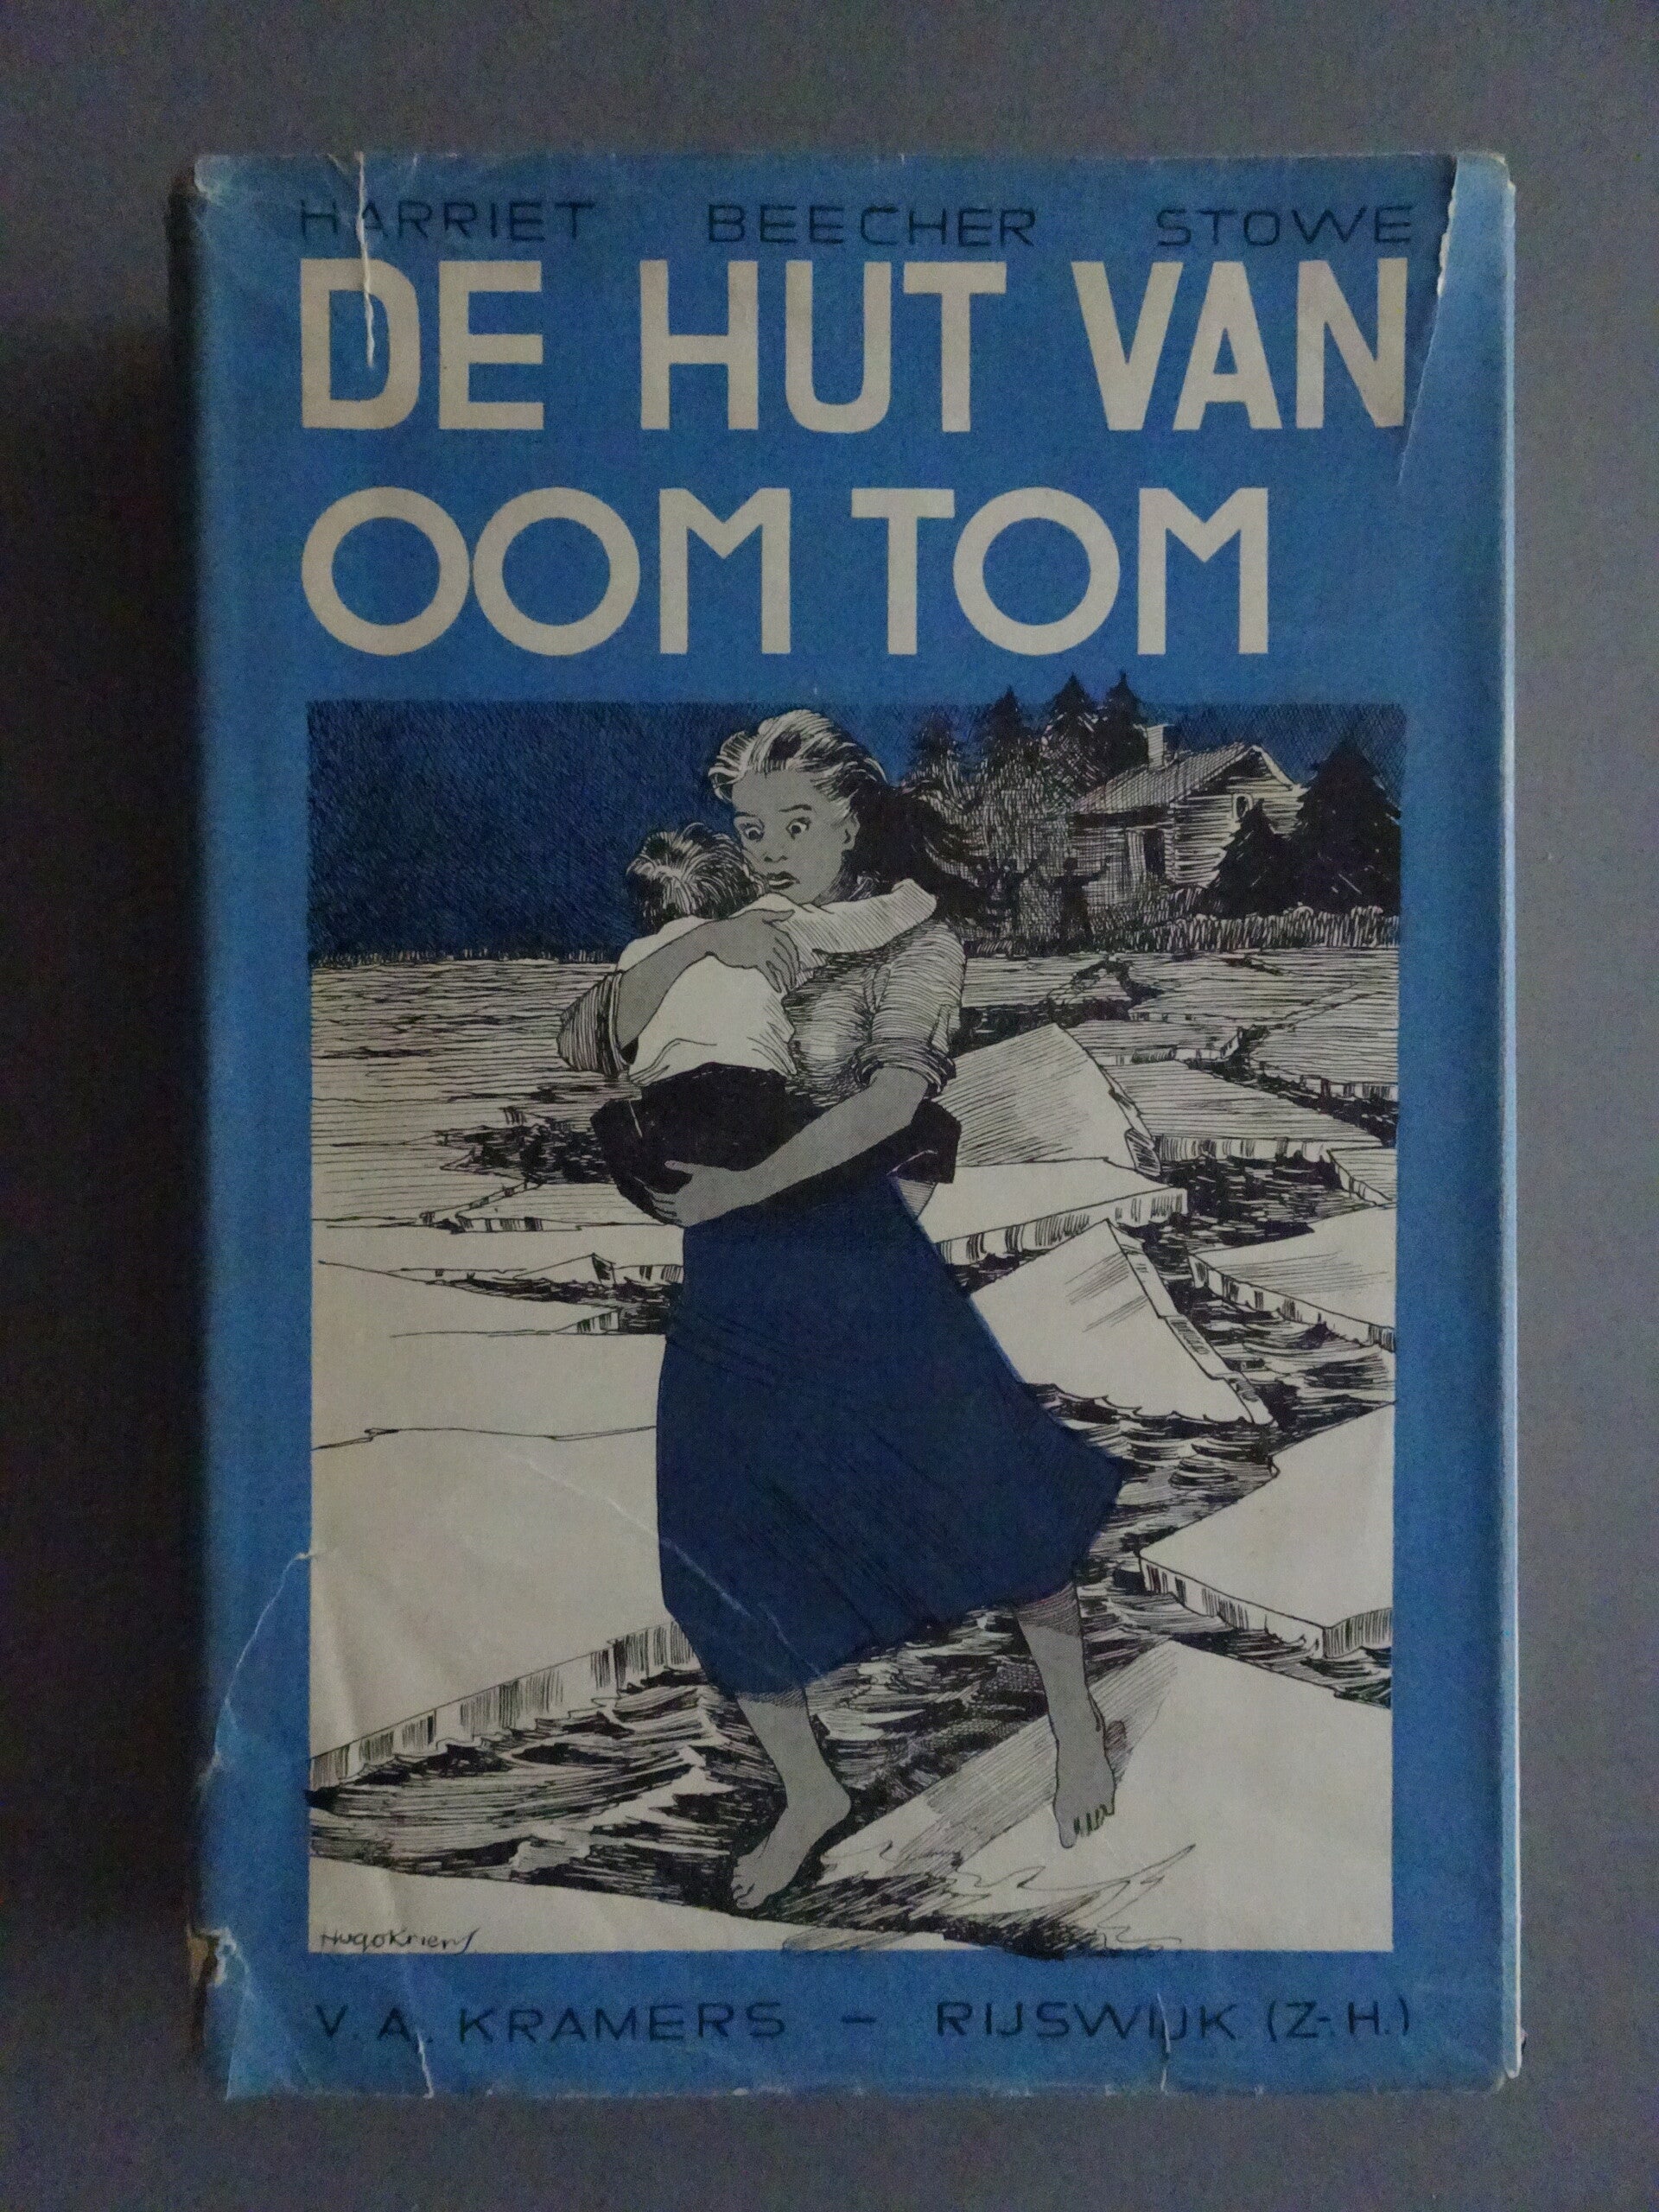 HARRIET BEECHER STOWE
DE HUT VAN
OOM TOM
Hugo Kriens
V.A. KRAMERS – RIJSWIJK (Z.-H.)